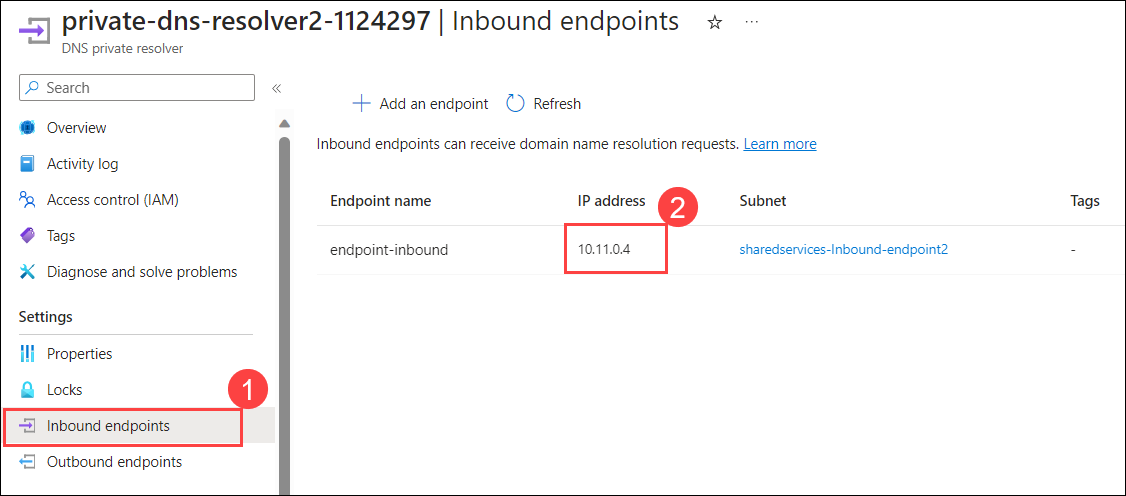 private-dns-resolver2-1124297 | Inbound endpoints ☆ ...
DNS private resolver
Search «
Overview
Activity log
Access control (IAM)
Tags
Diagnose and solve problems
Settings
Properties
Locks
1
Inbound endpoints
Outbound endpoints
+ Add an endpoint Refresh
Inbound endpoints can receive domain name resolution requests. Learn more
Endpoint name IP address 2 Subnet Tags
endpoint-inbound 10.11.0.4 sharedservices-Inbound-endpoint2 -